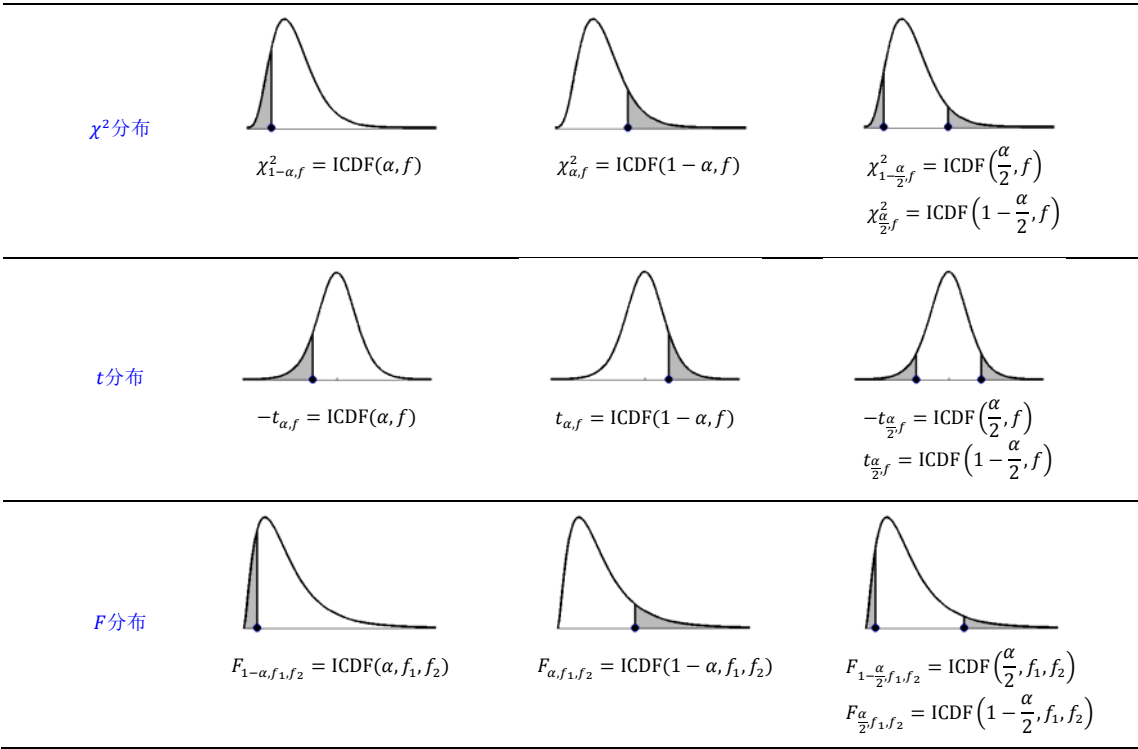 χ²分布
χ²_{1−α,f} = ICDF(α, f)
χ²_{α,f} = ICDF(1 − α, f)
χ²_{1−α/2,f} = ICDF(α/2, f)
χ²_{α/2,f} = ICDF(1 − α/2, f)
t分布
−t_{α,f} = ICDF(α, f)
t_{α,f} = ICDF(1 − α, f)
−t_{α/2,f} = ICDF(α/2, f)
t_{α/2,f} = ICDF(1 − α/2, f)
F分布
F_{1−α,f₁,f₂} = ICDF(α, f₁, f₂)
F_{α,f₁,f₂} = ICDF(1 − α, f₁, f₂)
F_{1−α/2,f₁,f₂} = ICDF(α/2, f₁, f₂)
F_{α/2,f₁,f₂} = ICDF(1 − α/2, f₁, f₂)